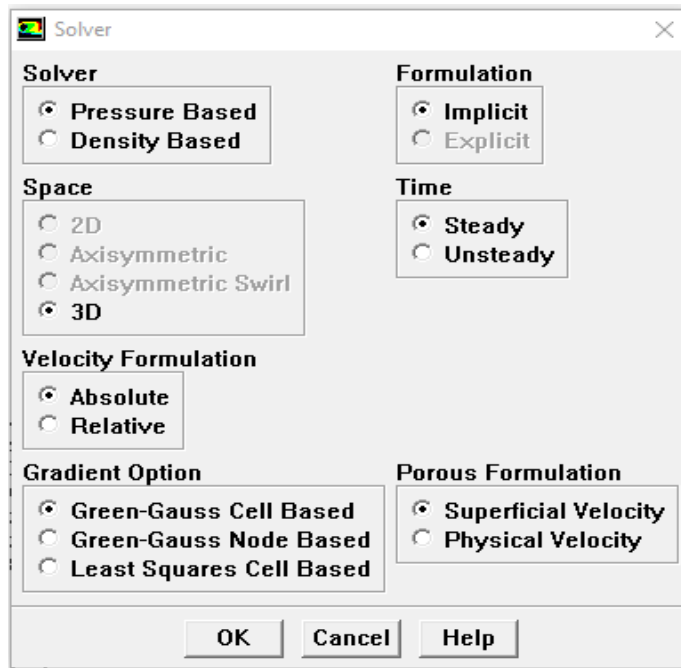 Solver
Solver
Pressure Based
Density Based
Formulation
Implicit
Explicit
Space
2D
Axisymmetric
Axisymmetric Swirl
3D
Time
Steady
Unsteady
Velocity Formulation
Absolute
Relative
Gradient Option
Green-Gauss Cell Based
Green-Gauss Node Based
Least Squares Cell Based
Porous Formulation
Superficial Velocity
Physical Velocity
OK
Cancel
Help